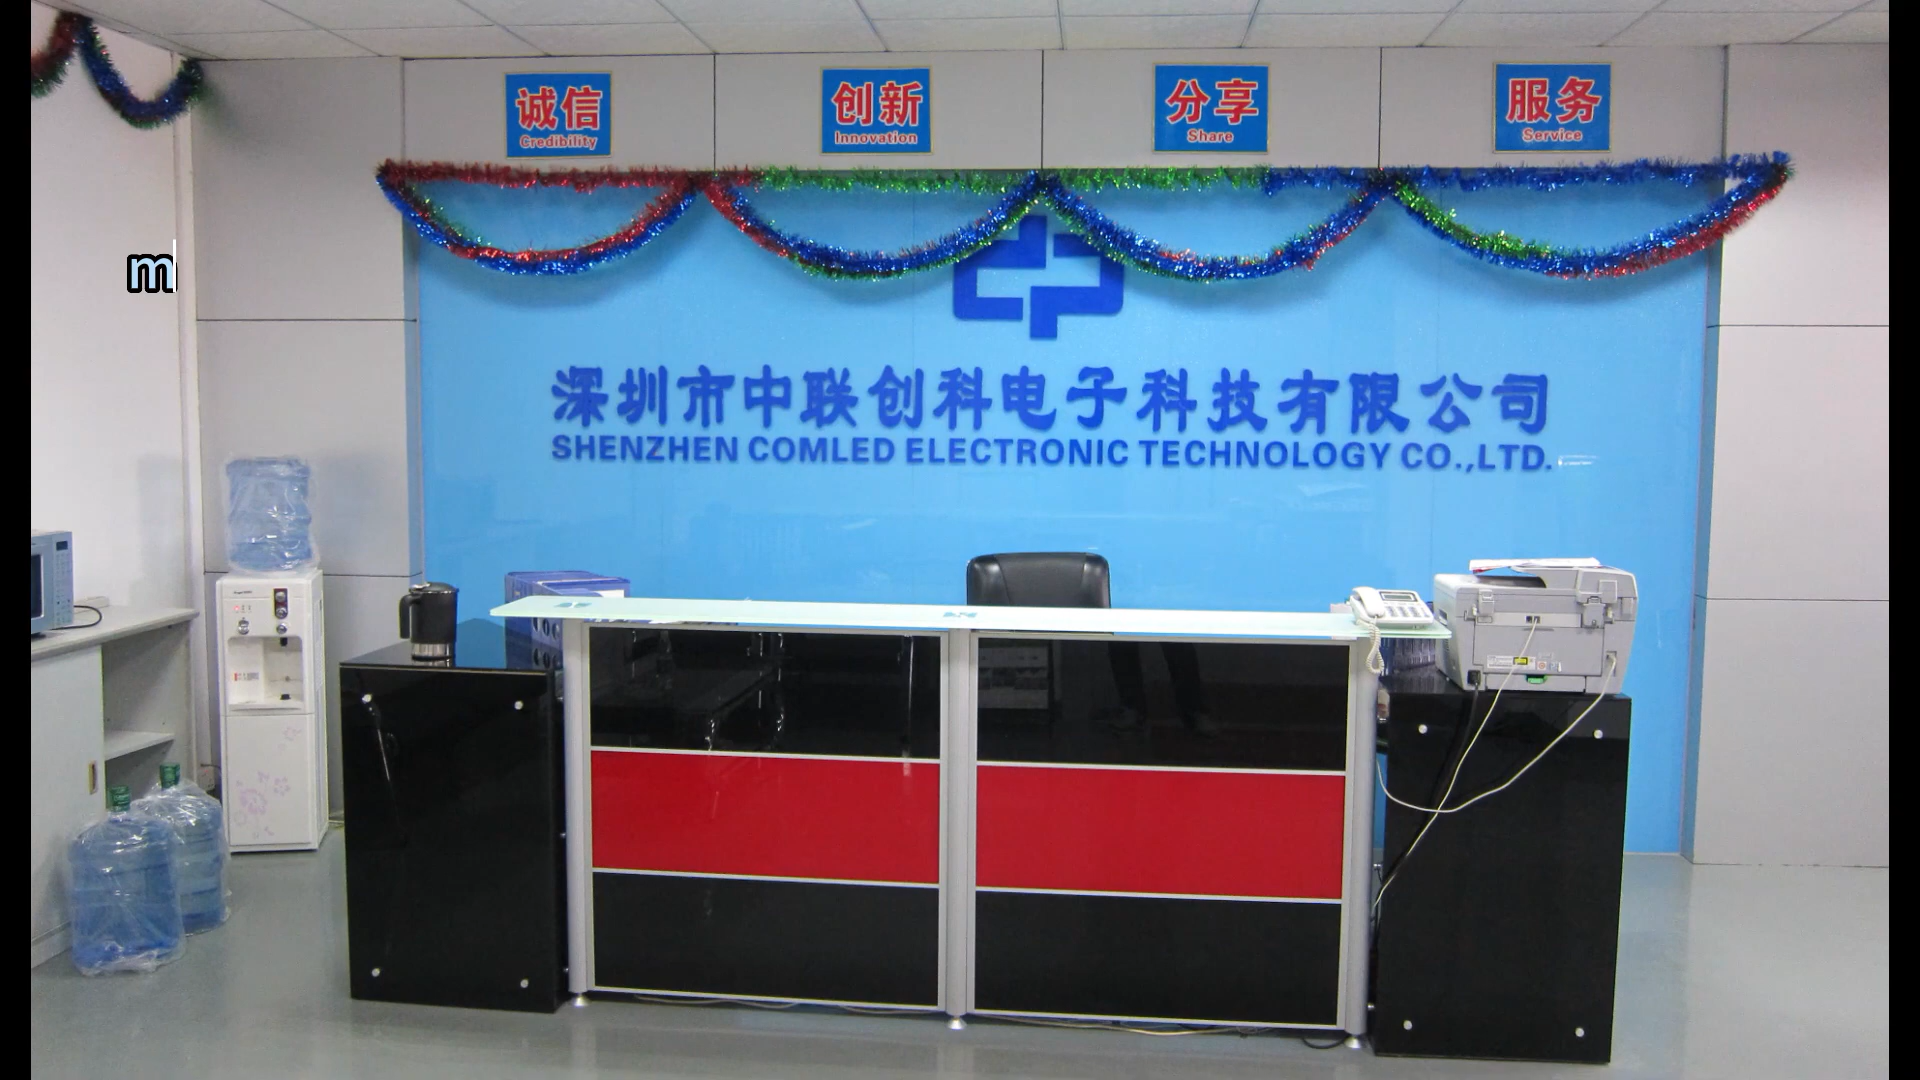 诚信
Credibility
创新
Innovation
分享
Share
服务
Service
m
深圳市中联创科电子科技有限公司
SHENZHEN COMLED ELECTRONIC TECHNOLOGY CO.,LTD.